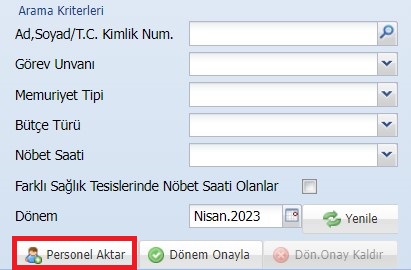 Arama Kriterleri
Ad,Soyad/T.C. Kimlik Num.
Görev Unvanı
Memuriyet Tipi
Bütçe Türü
Nöbet Saati
Farklı Sağlık Tesislerinde Nöbet Saati Olanlar
Dönem Nisan.2023 Yenile
Personel Aktar Dönem Onayla Dön.Onay Kaldır